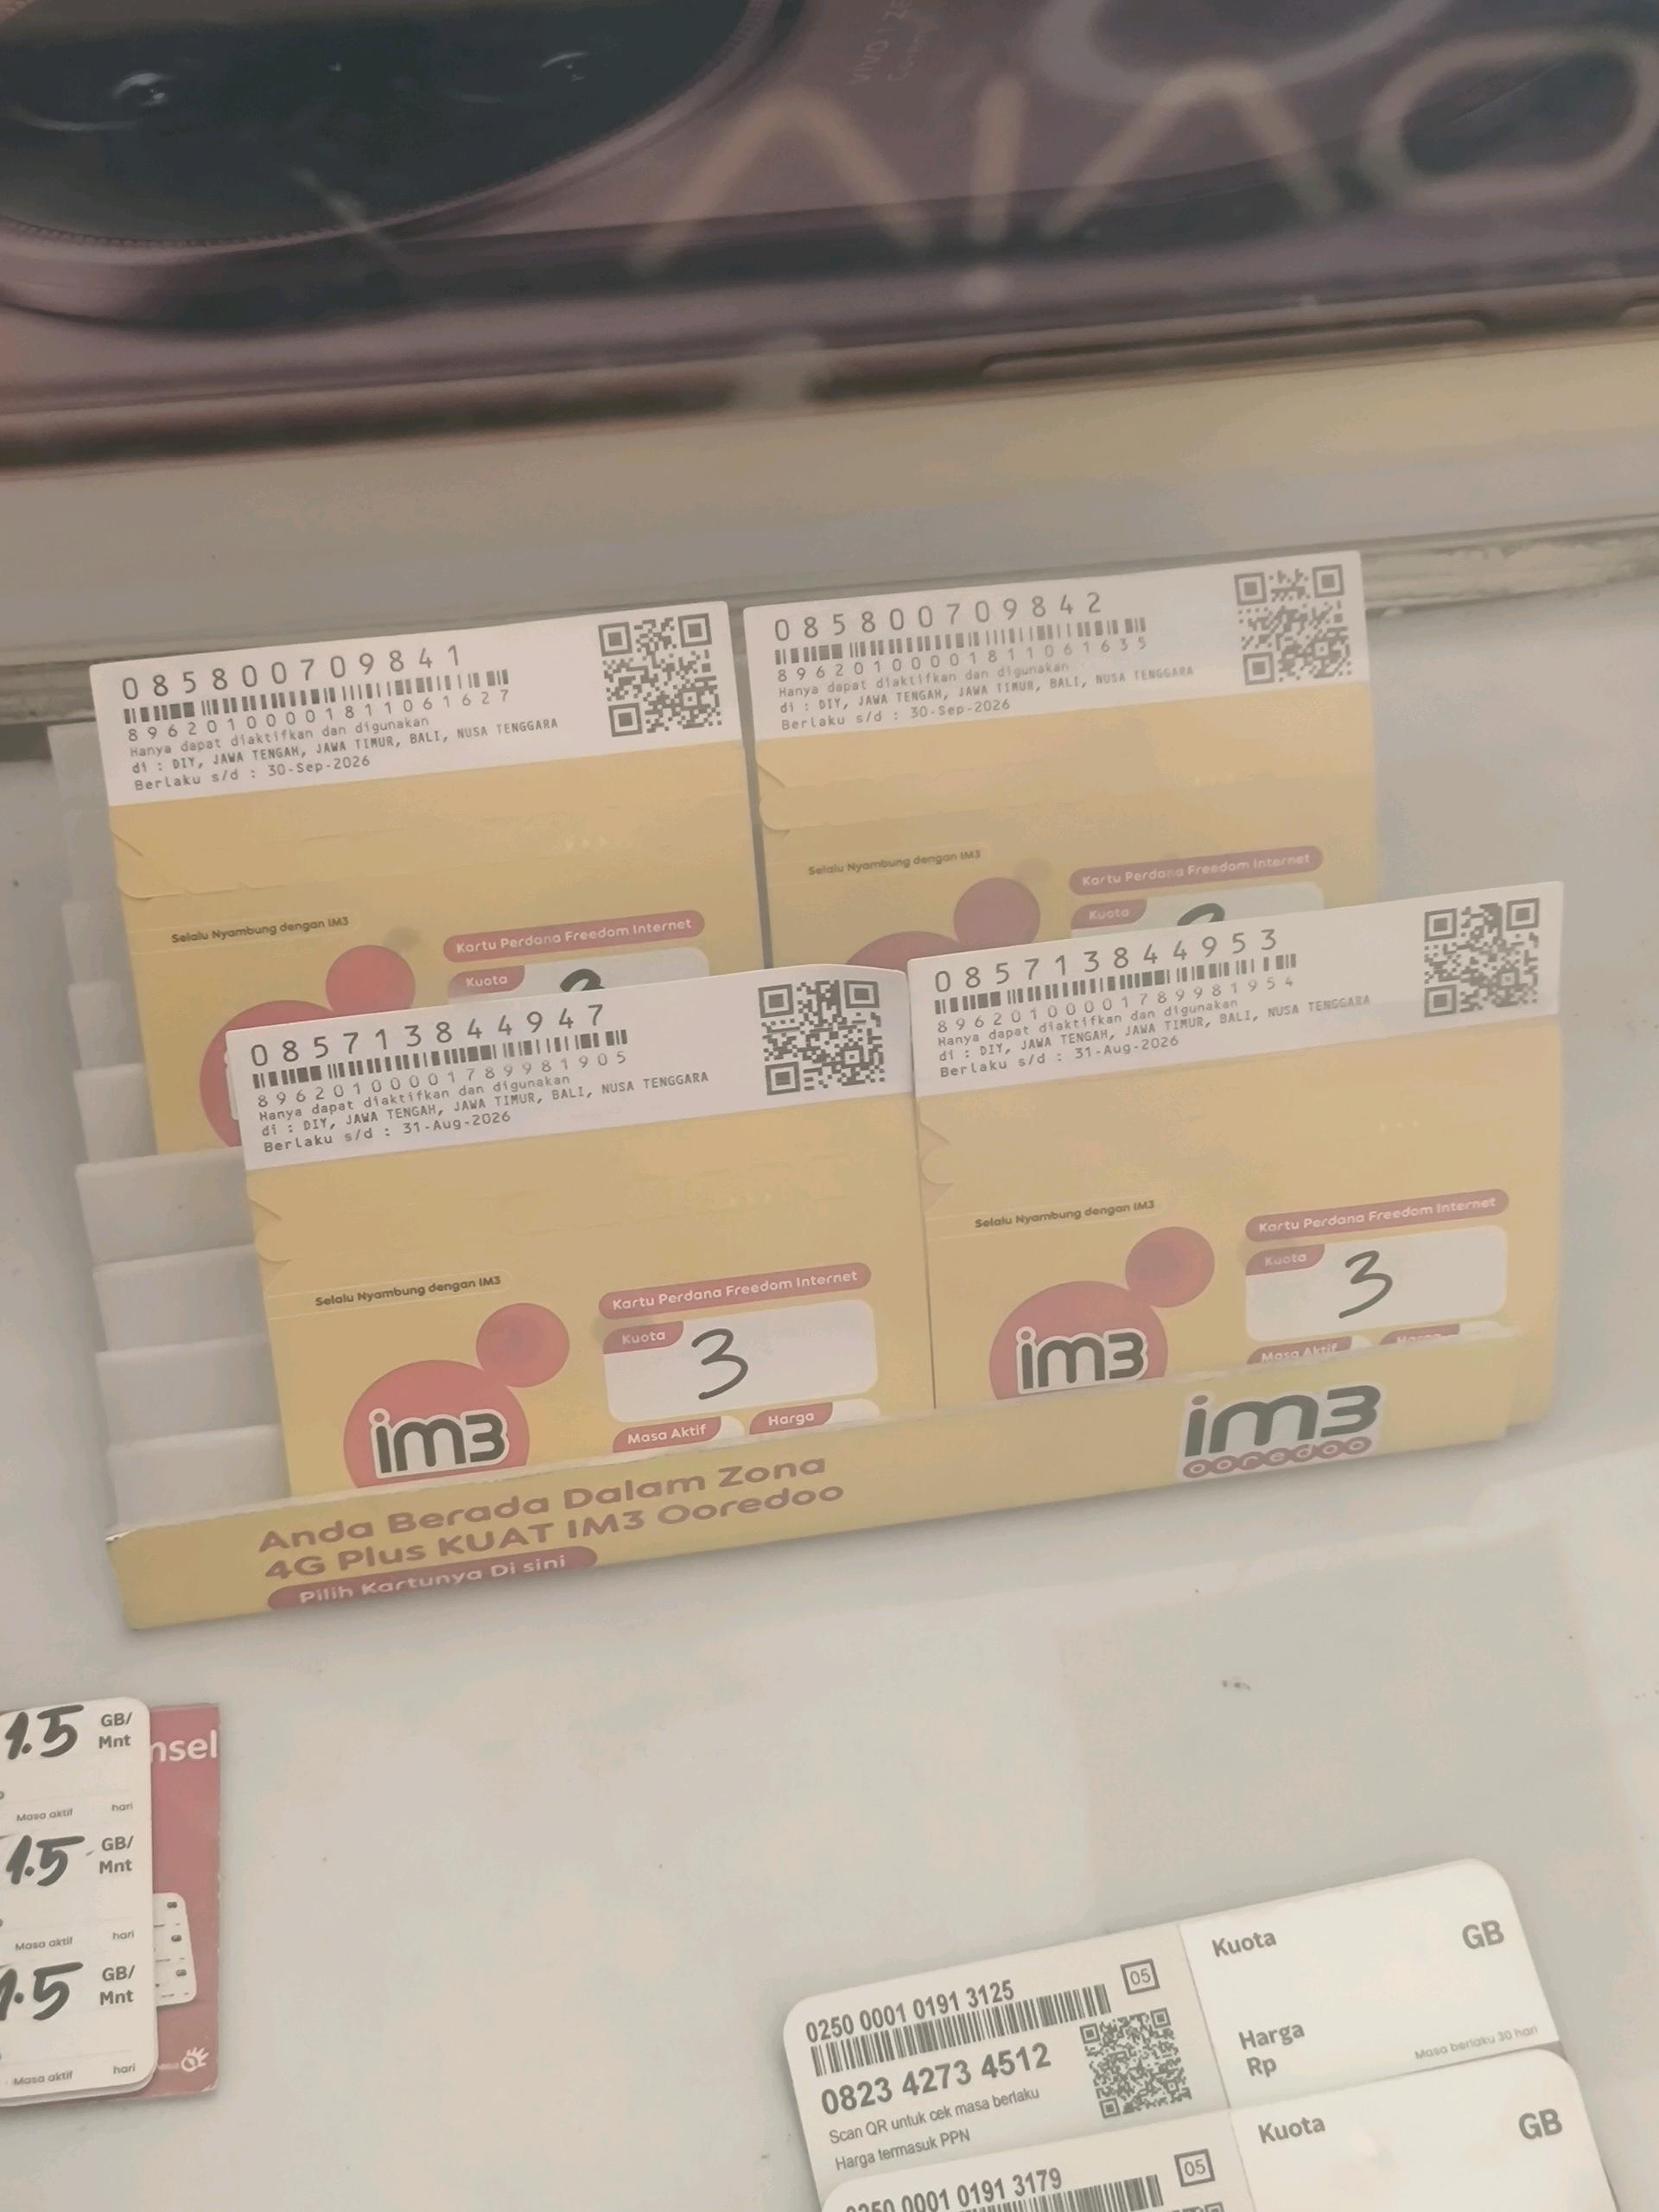 085800709841
89620100001811061627
Hanya dapat diaktifkan dan digunakan
di : DIY, JAWA TENGAH, JAWA TIMUR, BALI, NUSA TENGGARA
Berlaku s/d : 30-Sep-2026
Selalu Nyambung dengan IM3
Kartu Perdana Freedom Internet
Kuota
085800709842
89620100001811061635
Hanya dapat diaktifkan dan digunakan
di : DIY, JAWA TENGAH, JAWA TIMUR, BALI, NUSA TENGGARA
Berlaku s/d : 30-Sep-2026
Selalu Nyambung dengan IM3
Kartu Perdana Freedom Internet
Kuota
085713844947
89620100001789981905
Hanya dapat diaktifkan dan digunakan
di : DIY, JAWA TENGAH, JAWA TIMUR, BALI, NUSA TENGGARA
Berlaku s/d : 31-Aug-2026
Selalu Nyambung dengan IM3
Kartu Perdana Freedom Internet
Kuota 3
im3
Masa Aktif Harga
085713844953
89620100001789981954
Hanya dapat diaktifkan dan digunakan
di : DIY, JAWA TENGAH, JAWA TIMUR, BALI, NUSA TENGGARA
Berlaku s/d : 31-Aug-2026
Selalu Nyambung dengan IM3
Kartu Perdana Freedom Internet
Kuota 3
im3
Masa Aktif Harga
Anda Berada Dalam Zona
4G Plus KUAT IM3 Ooredoo
Pilih Kartunya Di sini
im3
ooredoo
1.5 GB/
Mnt
nsel
Masa aktif hari
1.5 GB/
Mnt
Masa aktif hari
1.5 GB/
Mnt
Masa aktif hari
0250 0001 0191 3125
05
0823 4273 4512
Scan QR untuk cek masa berlaku
Harga termasuk PPN
Kuota GB
Harga
Rp
Masa berlaku 30 hari
0250 0001 0191 3179
05
Kuota GB